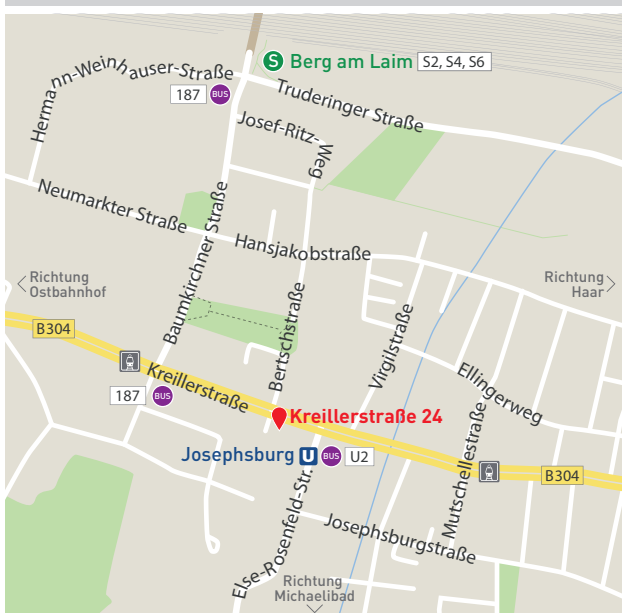 S Berg am Laim S2, S4, S6
Hermann-Weinhauser-Straße
187 BUS
Truderinger Straße
Josef-Ritz-Weg
Neumarkter Straße
Baumkirchner Straße
Hansjakobstraße
Richtung
Ostbahnhof
Richtung
Haar
B304
Bertschstraße
Virgilstraße
Kreillerstraße
Ellingerweg
187 BUS
Kreillerstraße 24
Mutschellestraße
Josephsburg U BUS U2
B304
Else-Rosenfeld-Str.
Josephsburgstraße
Richtung
Michaelibad